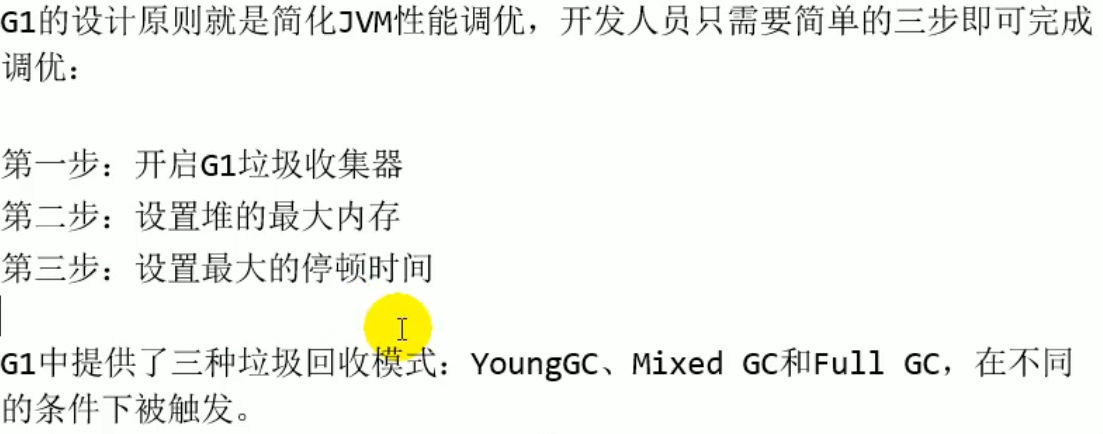 G1的设计原则就是简化JVM性能调优，开发人员只需要简单的三步即可完成
调优：
第一步：开启G1垃圾收集器
第二步：设置堆的最大内存
第三步：设置最大的停顿时间
G1中提供了三种垃圾回收模式：YoungGC、Mixed GC和Full GC，在不同
的条件下被触发。